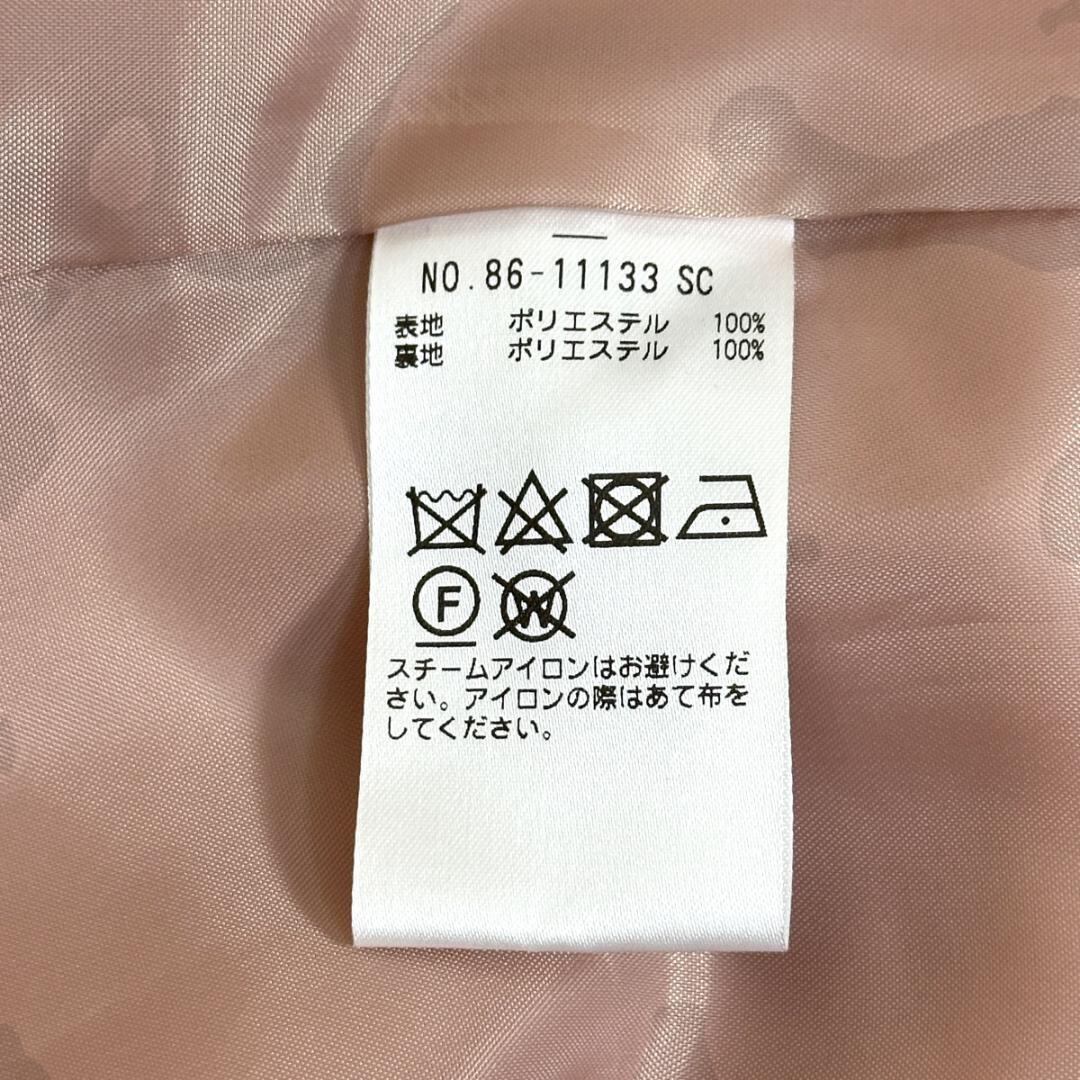 NO.86-11133 SC
表地 ポリエステル 100%
裏地 ポリエステル 100%
F W
スチームアイロンはお避けくだ
さい。アイロンの際はあて布を
してください。